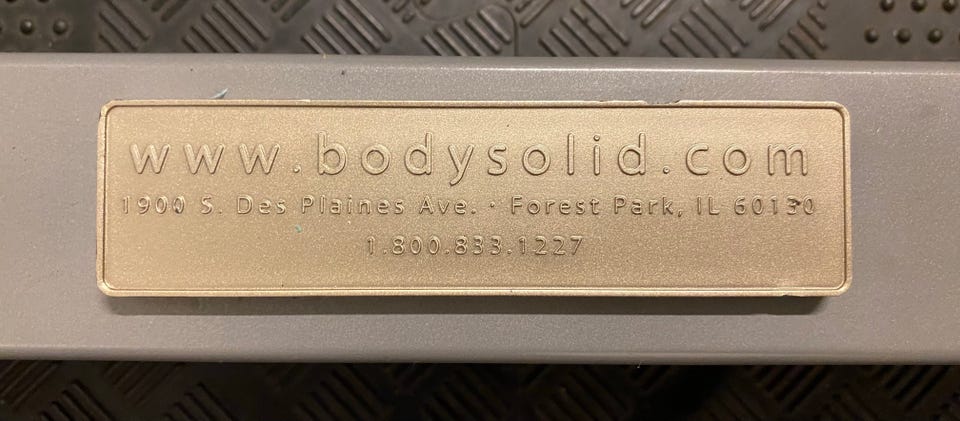 www.bodysolid.com
1900 S. Des Plaines Ave. · Forest Park, IL 60130
1.800.833.1227